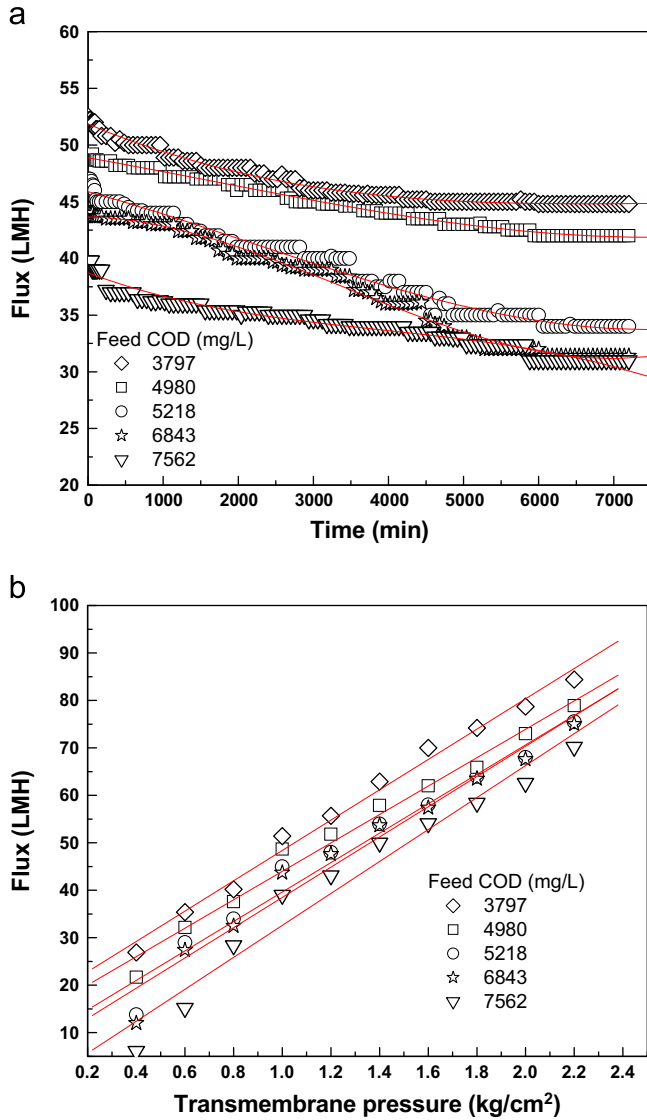 a
60
55
50
45
40
35
30
25
20
Flux (LMH)
Feed COD (mg/L)
3797
4980
5218
6843
7562
0 1000 2000 3000 4000 5000 6000 7000
Time (min)
b
100
90
80
70
60
50
40
30
20
10
Flux (LMH)
Feed COD (mg/L)
3797
4980
5218
6843
7562
0.2 0.4 0.6 0.8 1.0 1.2 1.4 1.6 1.8 2.0 2.2 2.4
Transmembrane pressure (kg/cm²)